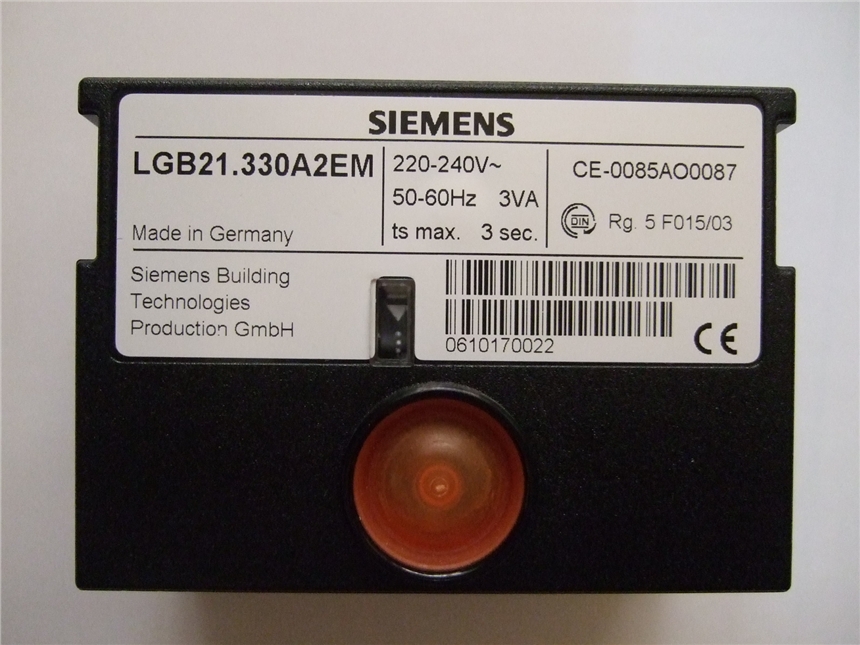 SIEMENS
LGB21.330A2EM
220-240V~
50-60Hz 3VA
ts max. 3 sec.
CE-0085AO0087
DIN Rg. 5 F015/03
Made in Germany
Siemens Building
Technologies
Production GmbH
0610170022
CE